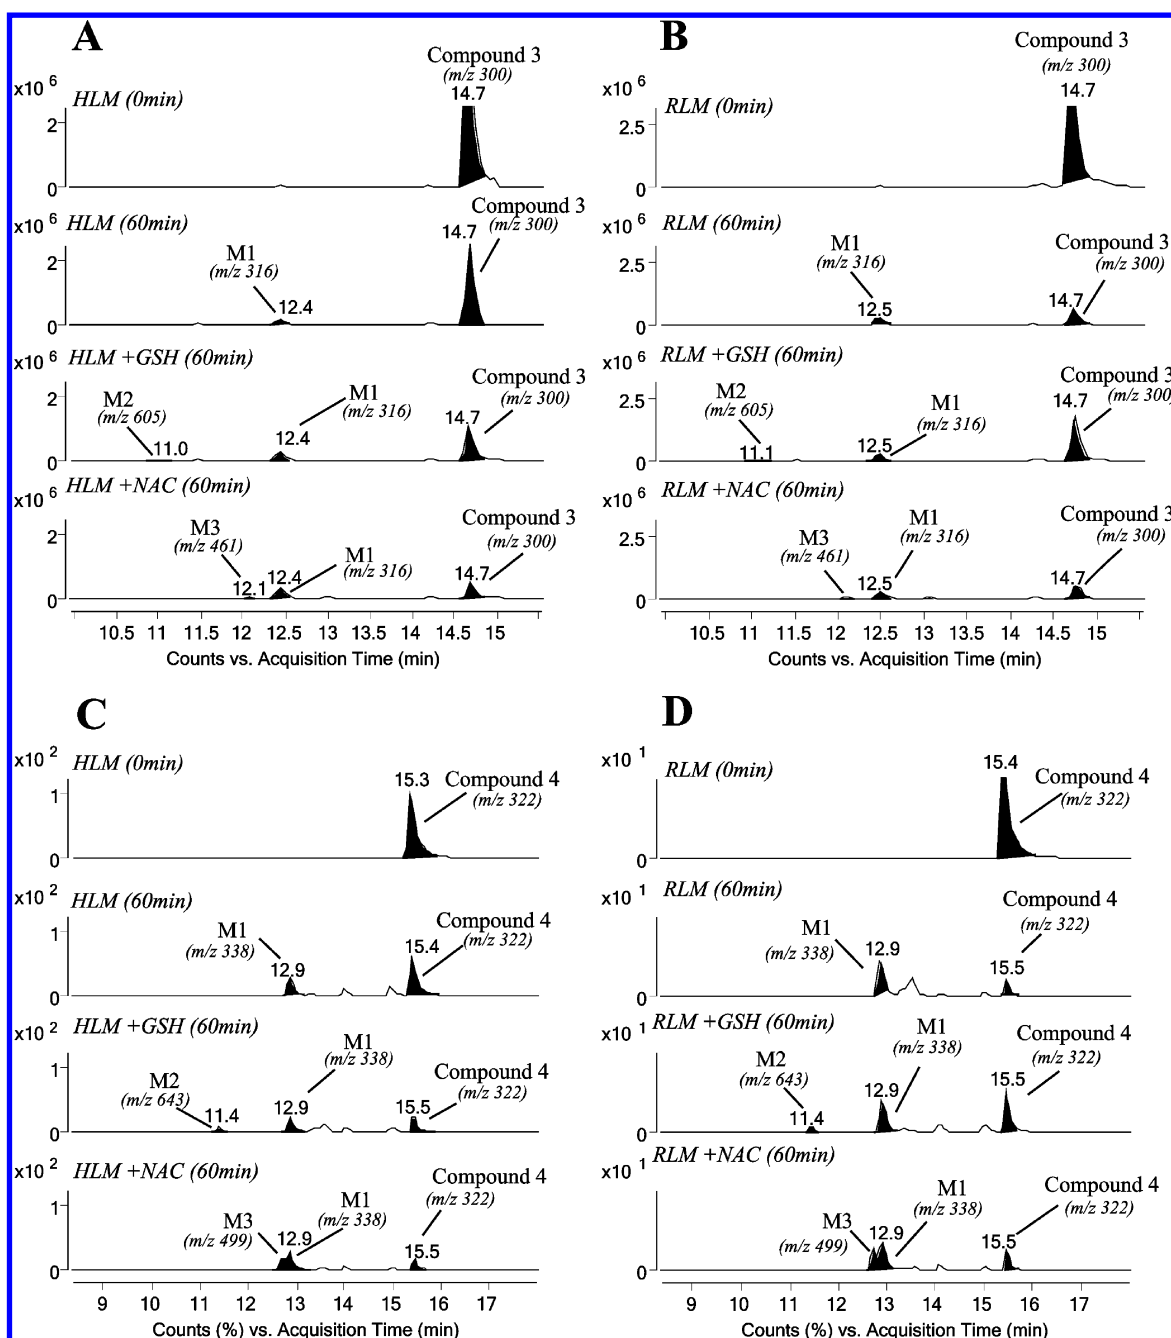 A
Compound 3
(m/z 300)
x10 6
HLM (0min)
14.7
2
0
x10 6
HLM (60min)
Compound 3
(m/z 300)
14.7
2
M1
(m/z 316)
12.4
0
x10 6
HLM +GSH (60min)
2
M2
(m/z 605)
M1
(m/z 316)
Compound 3
(m/z 300)
11.0
12.4
14.7
0
x10 6
HLM +NAC (60min)
2
M3
(m/z 461)
M1
(m/z 316)
Compound 3
(m/z 300)
12.1
12.4
14.7
0
10.5 11 11.5 12 12.5 13 13.5 14 14.5 15
Counts vs. Acquisition Time (min)
B
Compound 3
(m/z 300)
x10 6
RLM (0min)
14.7
2.5
0
x10 6
RLM (60min)
2.5
M1
(m/z 316)
Compound 3
(m/z 300)
12.5
14.7
0
x10 6
RLM +GSH (60min)
2.5
M2
(m/z 605)
M1
(m/z 316)
Compound 3
(m/z 300)
11.1
12.5
14.7
0
x10 6
RLM +NAC (60min)
2.5
M3
(m/z 461)
M1
(m/z 316)
Compound 3
(m/z 300)
12.5
14.7
0
10.5 11 11.5 12 12.5 13 13.5 14 14.5 15
Counts vs. Acquisition Time (min)
C
x10 2
HLM (0min)
15.3
Compound 4
(m/z 322)
1
0
x10 2
HLM (60min)
1
M1
(m/z 338)
12.9
15.4
Compound 4
(m/z 322)
0
x10 2
HLM +GSH (60min)
1
M2
(m/z 643)
M1
(m/z 338)
Compound 4
(m/z 322)
11.4
12.9
15.5
0
x10 2
HLM +NAC (60min)
1
M3
(m/z 499)
M1
(m/z 338)
Compound 4
(m/z 322)
12.9
15.5
0
9 10 11 12 13 14 15 16 17
Counts (%) vs. Acquisition Time (min)
D
x10 1
RLM (0min)
15.4
Compound 4
(m/z 322)
0
x10 1
RLM (60min)
M1
(m/z 338)
12.9
Compound 4
(m/z 322)
15.5
0
x10 1
RLM +GSH (60min)
M2
(m/z 643)
M1
(m/z 338)
Compound 4
(m/z 322)
11.4
12.9
15.5
0
x10 1
RLM +NAC (60min)
M3
(m/z 499)
M1
(m/z 338)
Compound 4
(m/z 322)
12.9
15.5
0
9 10 11 12 13 14 15 16 17
Counts (%) vs. Acquisition Time (min)